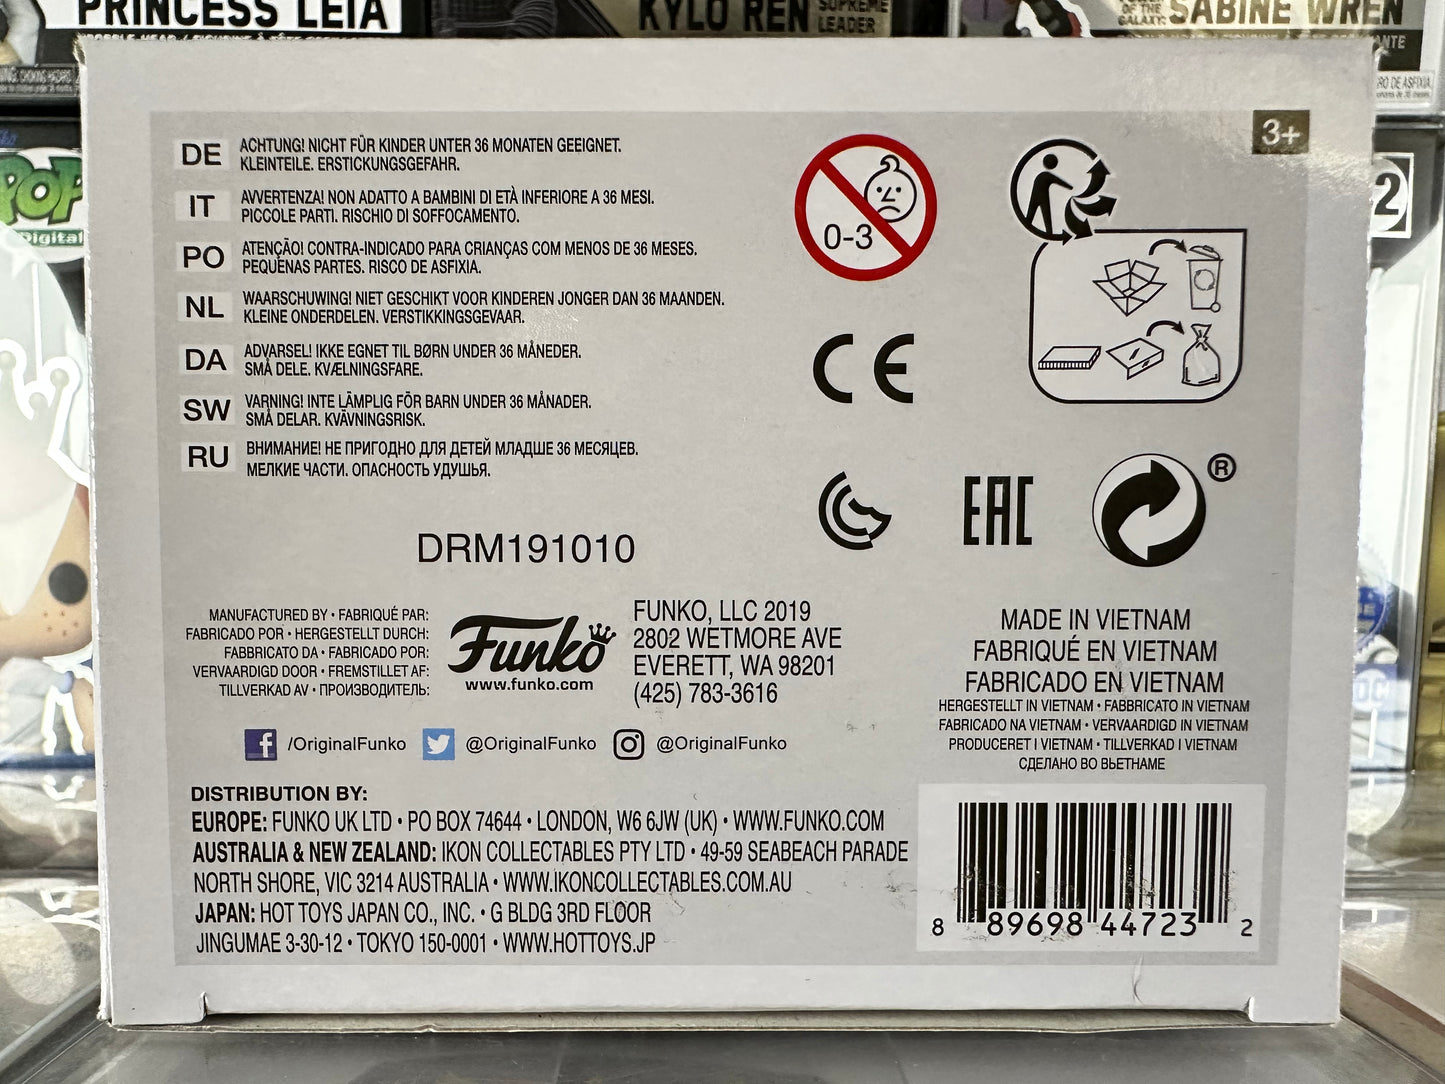 PRINCESS LEIA
KYLO REN SUPREME LEADER
SABINE WREN
POP
Digital
2
3+
DE ACHTUNG! NICHT FÜR KINDER UNTER 36 MONATEN GEEIGNET.
KLEINTEILE. ERSTICKUNGSGEFAHR.
IT AVVERTENZA! NON ADATTO A BAMBINI DI ETÀ INFERIORE A 36 MESI.
PICCOLE PARTI. RISCHIO DI SOFFOCAMENTO.
PO ATENÇÃO! CONTRA-INDICADO PARA CRIANÇAS COM MENOS DE 36 MESES.
PEQUENAS PARTES. RISCO DE ASFIXIA.
NL WAARSCHUWING! NIET GESCHIKT VOOR KINDEREN JONGER DAN 36 MAANDEN.
KLEINE ONDERDELEN. VERSTIKKINGSGEVAAR.
DA ADVARSEL! IKKE EGNET TIL BØRN UNDER 36 MÅNEDER.
SMÅ DELE. KVÆLNINGSFARE.
SW VARNING! INTE LÄMPLIG FÖR BARN UNDER 36 MÅNADER.
SMÅ DELAR. KVÄVNINGSRISK.
RU ВНИМАНИЕ! НЕ ПРИГОДНО ДЛЯ ДЕТЕЙ МЛАДШЕ 36 МЕСЯЦЕВ.
МЕЛКИЕ ЧАСТИ. ОПАСНОСТЬ УДУШЬЯ.
0-3
CE
EAC
®
DRM191010
MANUFACTURED BY • FABRIQUÉ PAR:
FABRICADO POR • HERGESTELLT DURCH:
FABBRICATO DA • FABRICADO POR:
VERVAARDIGD DOOR • FREMSTILLET AF:
TILLVERKAD AV • ПРОИЗВОДИТЕЛЬ:
Funko
www.funko.com
FUNKO, LLC 2019
2802 WETMORE AVE
EVERETT, WA 98201
(425) 783-3616
MADE IN VIETNAM
FABRIQUÉ EN VIETNAM
FABRICADO EN VIETNAM
HERGESTELLT IN VIETNAM • FABBRICATO IN VIETNAM
FABRICADO NA VIETNAM • VERVAARDIGD IN VIETNAM
PRODUCERET I VIETNAM • TILLVERKAD I VIETNAM
СДЕЛАНО ВО ВЬЕТНАМЕ
/OriginalFunko @OriginalFunko @OriginalFunko
DISTRIBUTION BY:
EUROPE: FUNKO UK LTD • PO BOX 74644 • LONDON, W6 6JW (UK) • WWW.FUNKO.COM
AUSTRALIA & NEW ZEALAND: IKON COLLECTABLES PTY LTD • 49-59 SEABEACH PARADE
NORTH SHORE, VIC 3214 AUSTRALIA • WWW.IKONCOLLECTABLES.COM.AU
JAPAN: HOT TOYS JAPAN CO., INC. • G BLDG 3RD FLOOR
JINGUMAE 3-30-12 • TOKYO 150-0001 • WWW.HOTTOYS.JP
8 89698 44723 2